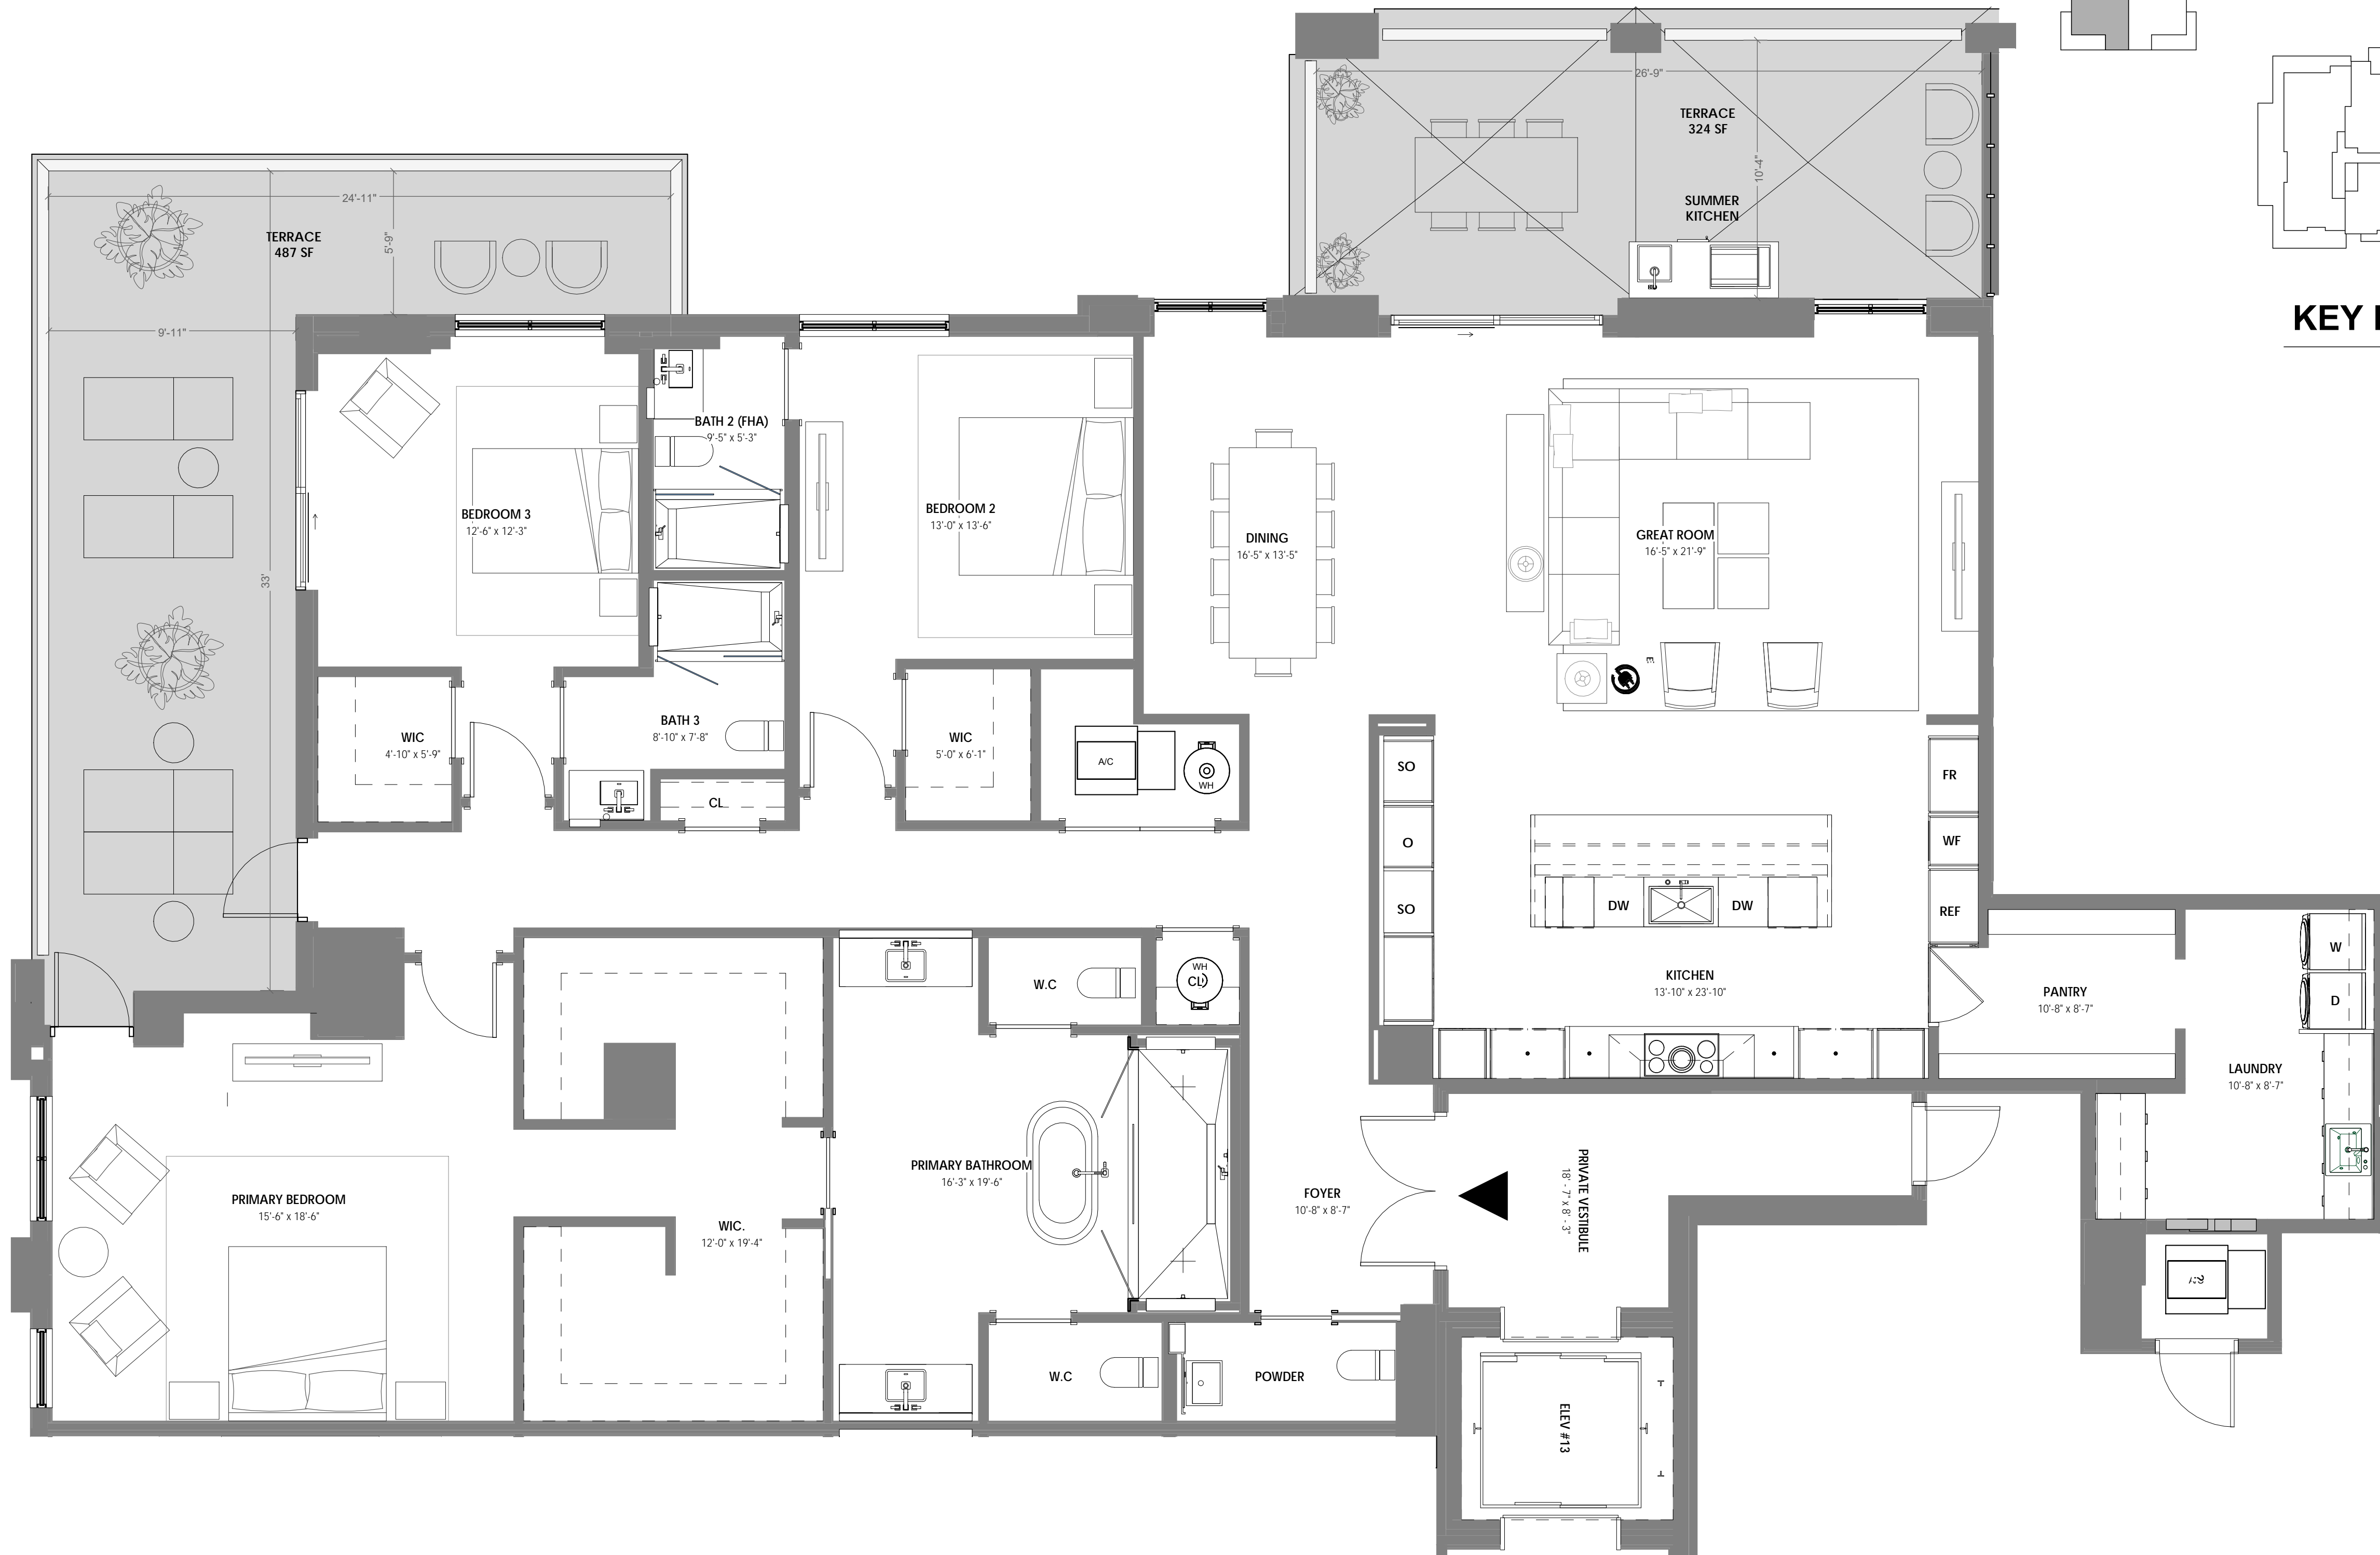 26'-9"
TERRACE
324 SF
10'-4"
SUMMER
KITCHEN
KEY
24'-11"
TERRACE
487 SF
5'-9"
9'-11"
33'
BEDROOM 3
12'-6" x 12'-3"
BATH 2 (FHA)
9'-5" x 5'-3"
BEDROOM 2
13'-0" x 13'-6"
DINING
16'-5" x 13'-5"
GREAT ROOM
16'-5" x 21'-9"
E
WIC
4'-10" x 5'-9"
BATH 3
8'-10" x 7'-8"
CL
WIC
5'-0" x 6'-1"
A/C
WH
SO
O
SO
FR
WF
REF
DW
DW
KITCHEN
13'-10" x 23'-10"
PANTRY
10'-8" x 8'-7"
W
D
LAUNDRY
10'-8" x 8'-7"
W.C
WH
CL
PRIMARY BEDROOM
15'-6" x 18'-6"
WIC.
12'-0" x 19'-4"
PRIMARY BATHROOM
16'-3" x 19'-6"
FOYER
10'-8" x 8'-7"
PRIVATE VESTIBULE
18' - 7" x 8' - 3"
W.C
POWDER
ELEV #13